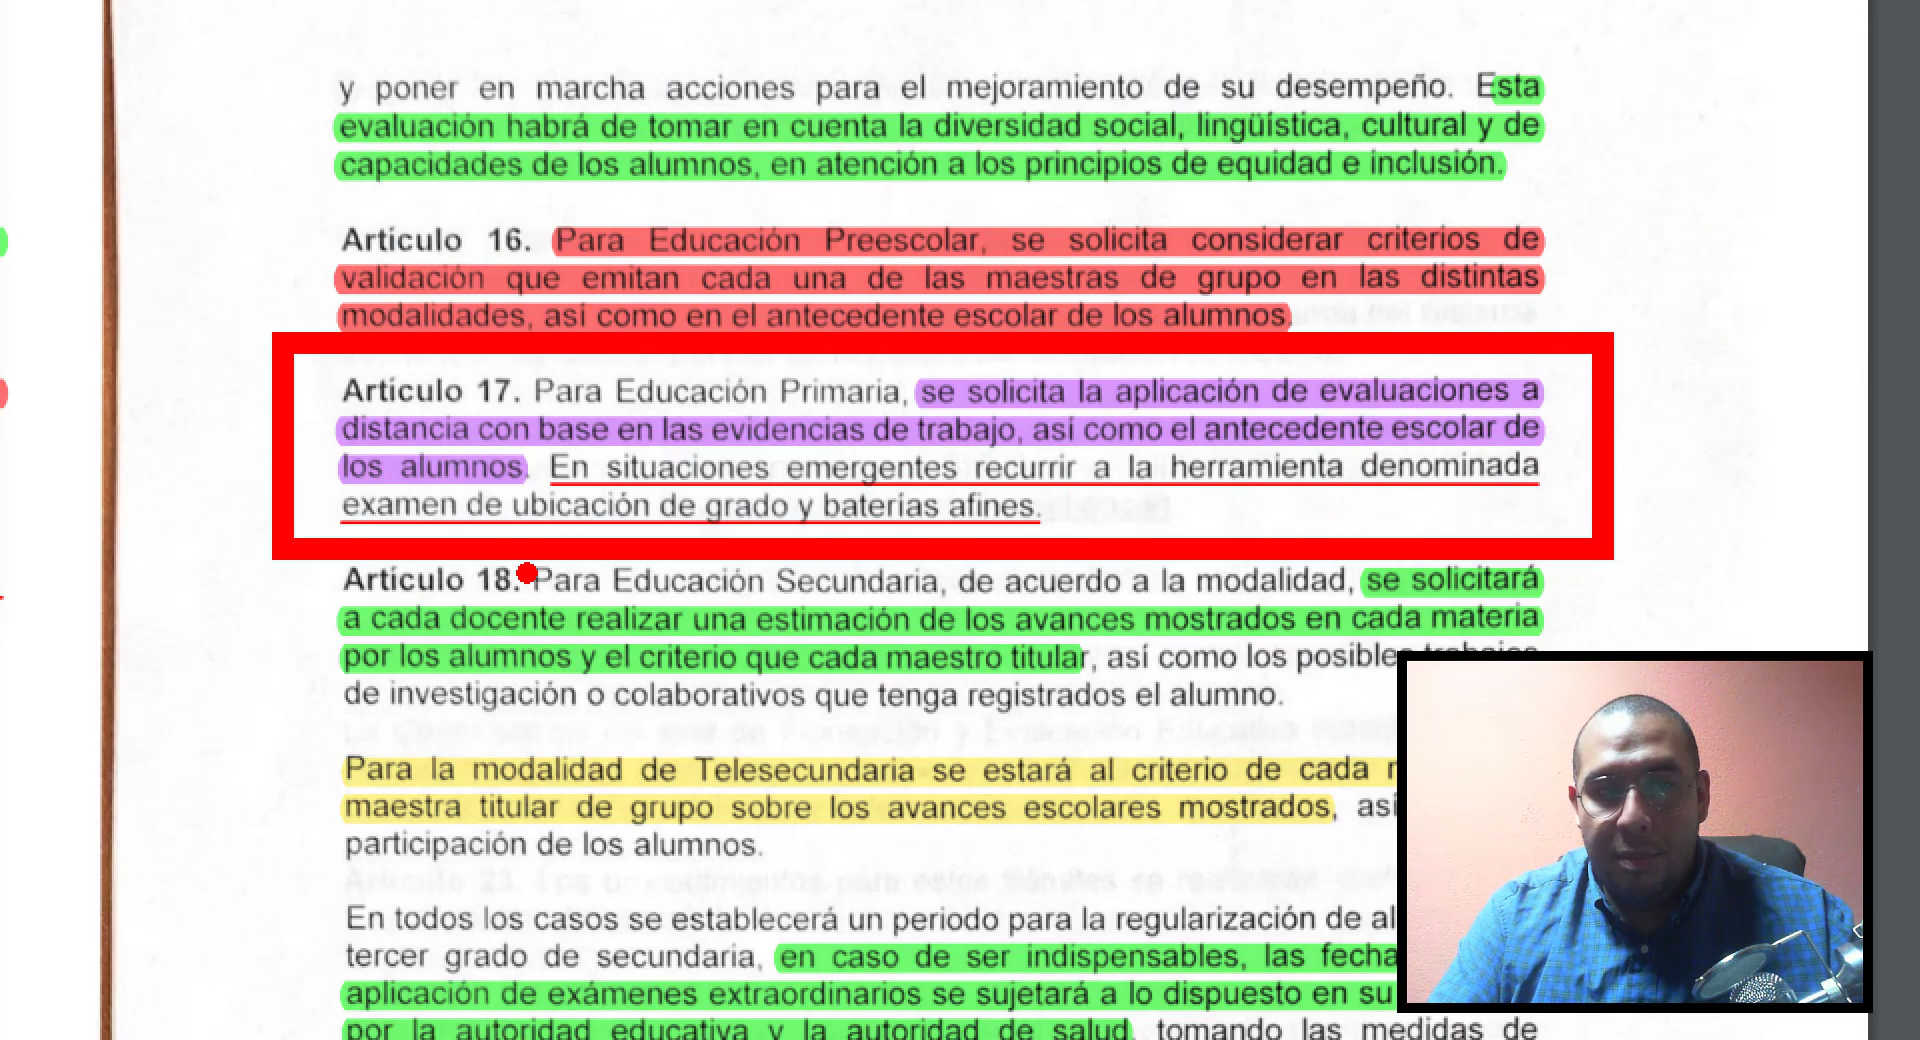 y poner en marcha acciones para el mejoramiento de su desempeño. Esta
evaluación habrá de tomar en cuenta la diversidad social, lingüística, cultural y de
capacidades de los alumnos, en atención a los principios de equidad e inclusión.
Artículo 16. Para Educación Preescolar, se solicita considerar criterios de
validación que emitan cada una de las maestras de grupo en las distintas
modalidades, así como en el antecedente escolar de los alumnos.
Artículo 17. Para Educación Primaria, se solicita la aplicación de evaluaciones a
distancia con base en las evidencias de trabajo, así como el antecedente escolar de
los alumnos. En situaciones emergentes recurrir a la herramienta denominada
examen de ubicación de grado y baterías afines.
Artículo 18. Para Educación Secundaria, de acuerdo a la modalidad, se solicitará
a cada docente realizar una estimación de los avances mostrados en cada materia
por los alumnos y el criterio que cada maestro titular, así como los posibles
de investigación o colaborativos que tenga registrados el alumno.
Para la modalidad de Telesecundaria se estará al criterio de cada
maestra titular de grupo sobre los avances escolares mostrados, así
participación de los alumnos.
En todos los casos se establecerá un periodo para la regularización de
tercer grado de secundaria, en caso de ser indispensables, las
aplicación de exámenes extraordinarios se sujetará a lo dispuesto en su
por la autoridad educativa y la autoridad de salud, tomando las medidas de